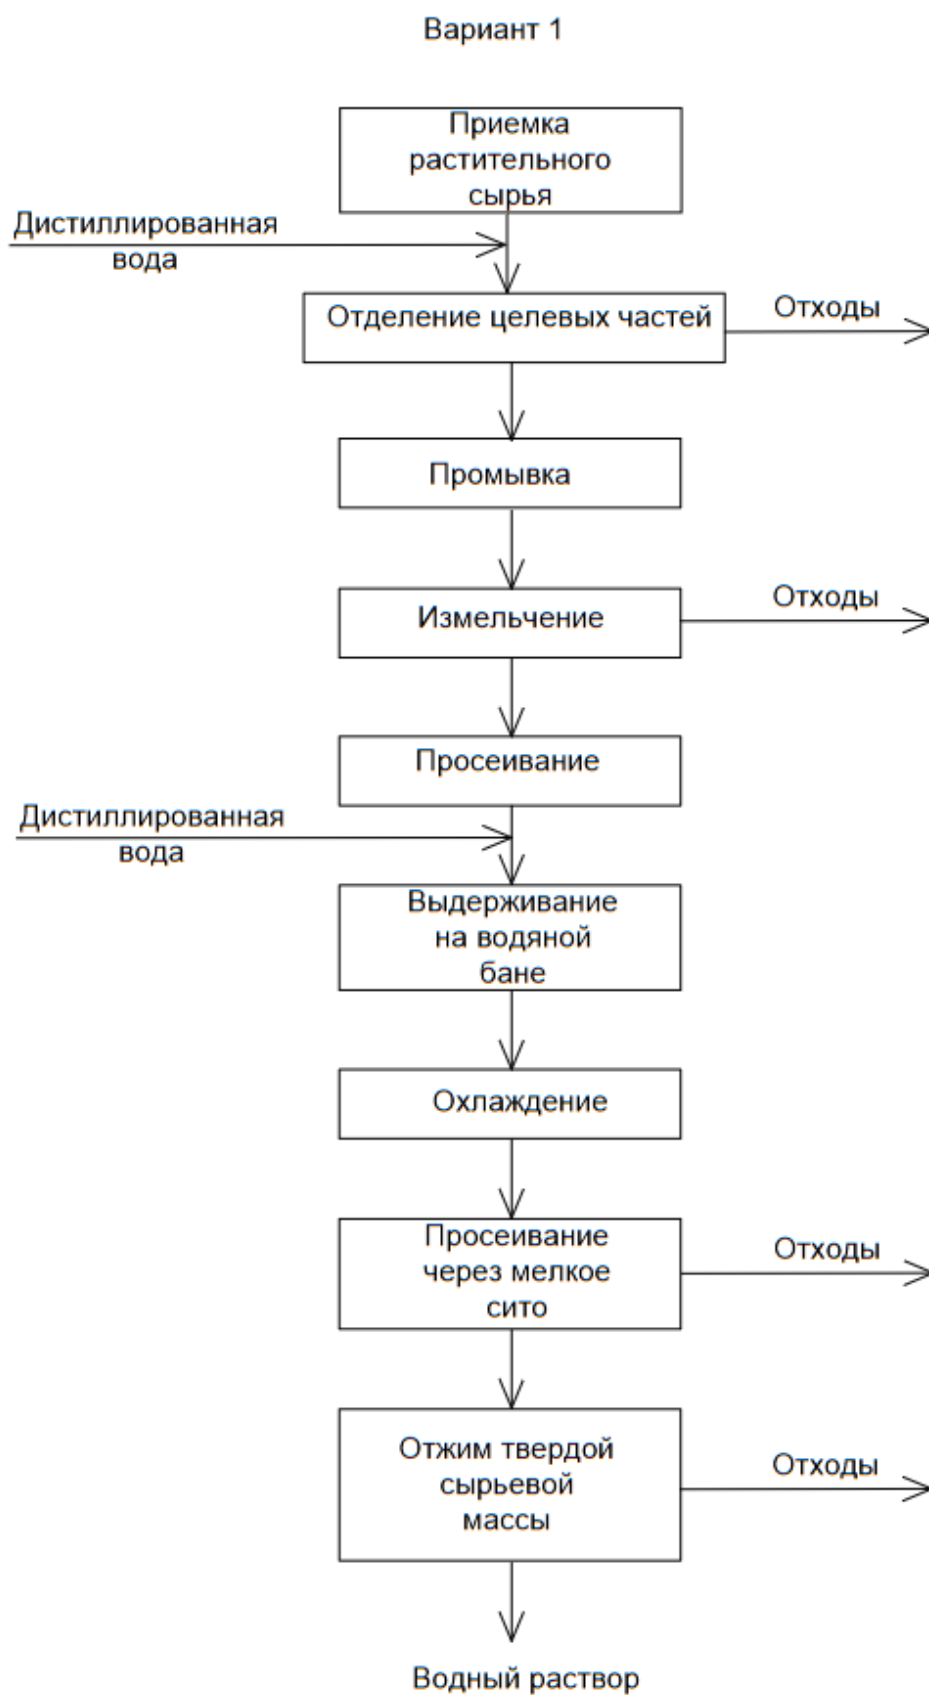 Вариант 1
Приемка
растительного
сырья
Дистиллированная
вода
Отделение целевых частей
Отходы
Промывка
Измельчение
Отходы
Просеивание
Дистиллированная
вода
Выдерживание
на водяной
бане
Охлаждение
Просеивание
через мелкое
сито
Отходы
Отжим твердой
сырьевой
массы
Отходы
Водный раствор